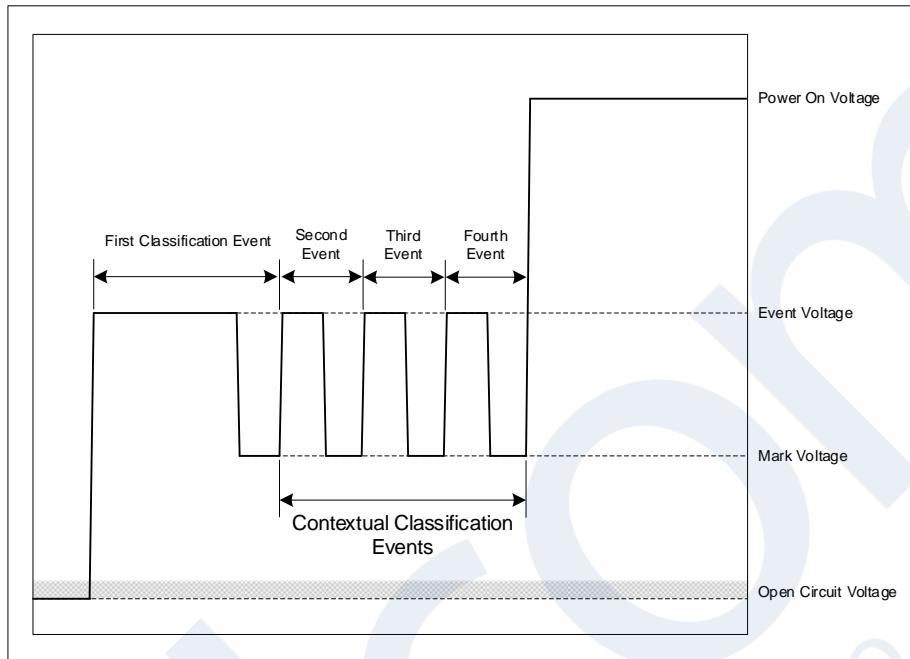 Power On Voltage
First Classification Event
Second
Event
Third
Event
Fourth
Event
Event Voltage
Mark Voltage
Contextual Classification
Events
Open Circuit Voltage